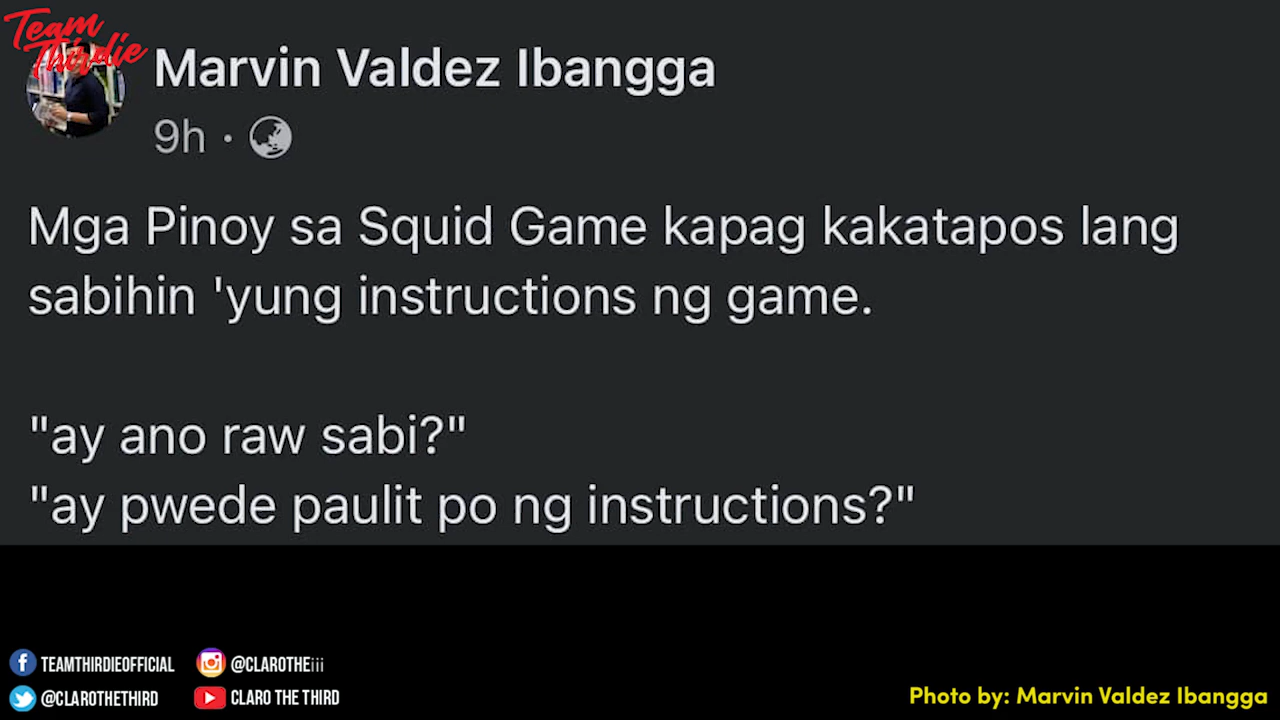 Team
Thirdie
Marvin Valdez Ibangga
9h ·
Mga Pinoy sa Squid Game kapag kakatapos lang
sabihin 'yung instructions ng game.
"ay ano raw sabi?"
"ay pwede paulit po ng instructions?"
TEAMTHIRDIEOFFICIAL
@CLAROTHEiii
@CLAROTHETHIRD
CLARO THE THIRD
Photo by: Marvin Valdez Ibangga